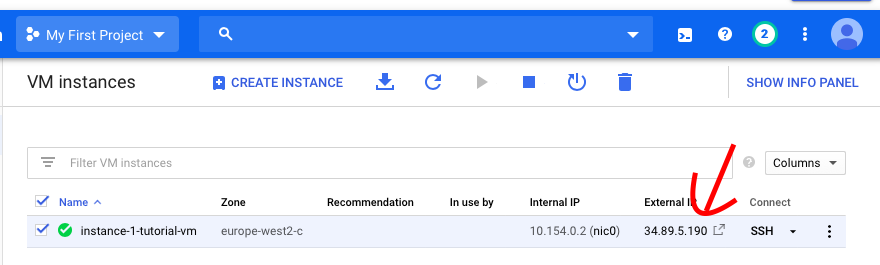 My First Project
2
VM instances CREATE INSTANCE SHOW INFO PANEL
Filter VM instances ? Columns
Name Zone Recommendation In use by Internal IP External IP Connect
instance-1-tutorial-vm europe-west2-c 10.154.0.2 (nic0) 34.89.5.190 SSH